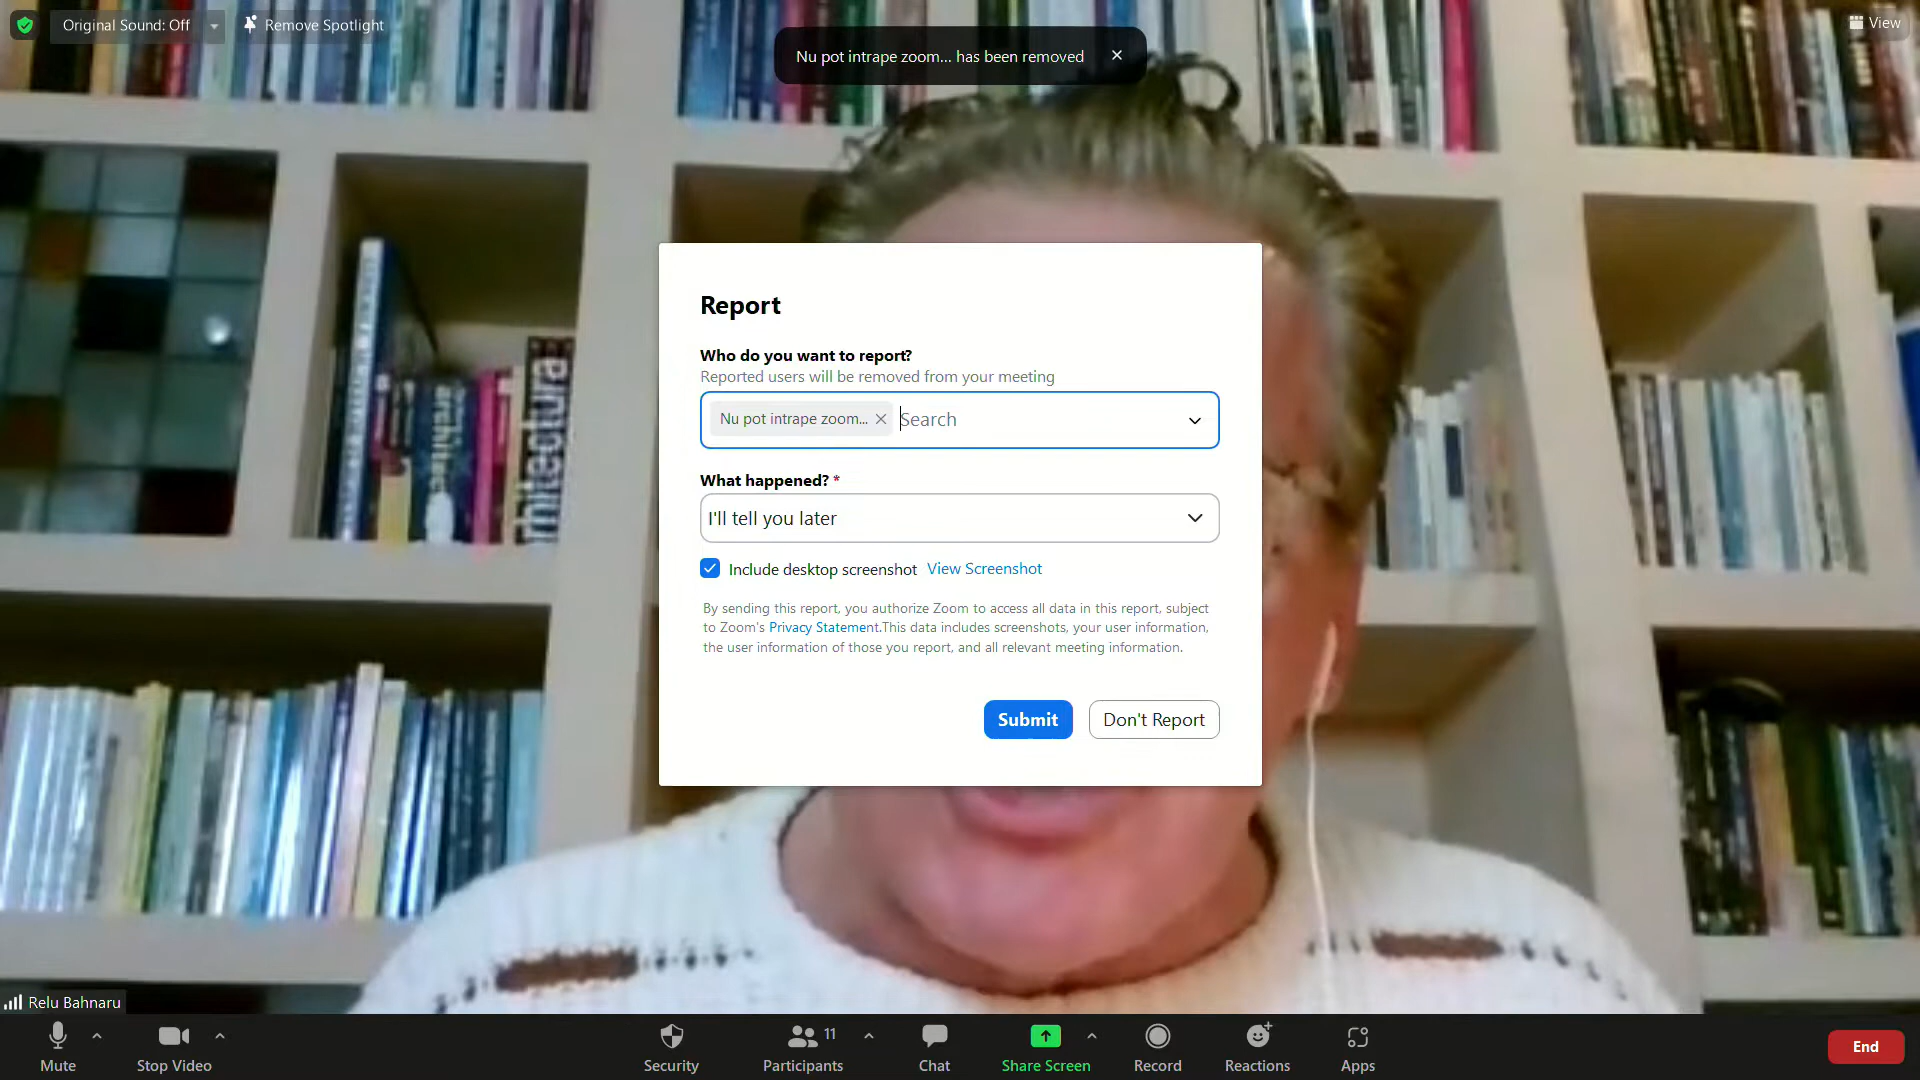 Original Sound: Off
Remove Spotlight
Nu pot intrape zoom... has been removed
View
Report
Who do you want to report?
Reported users will be removed from your meeting
Nu pot intrape zoom...
Search
What happened? *
I'll tell you later
Include desktop screenshot View Screenshot
By sending this report, you authorize Zoom to access all data in this report, subject
to Zoom's Privacy Statement.This data includes screenshots, your user information,
the user information of those you report, and all relevant meeting information.
Submit
Don't Report
Relu Bahnaru
Mute
Stop Video
Security
11
Participants
Chat
Share Screen
Record
Reactions
Apps
End